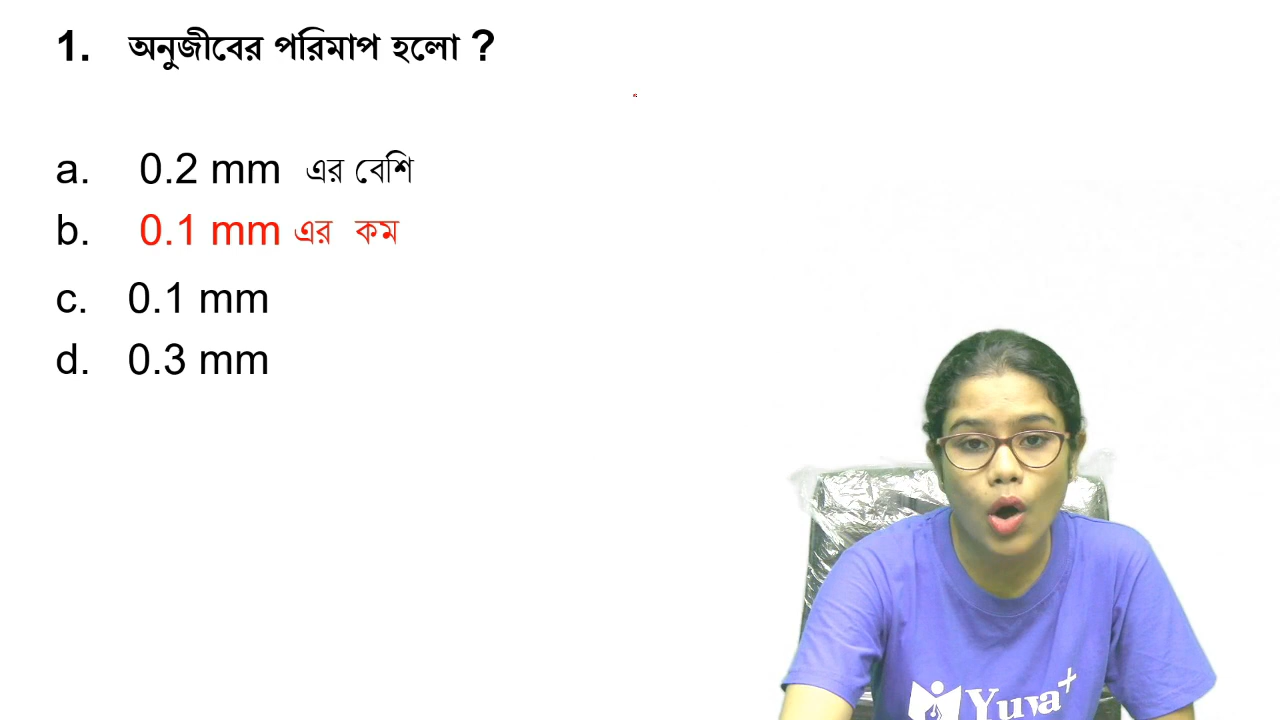 1. অনুজীবের পরিমাপ হলো ?
a. 0.2 mm এর বেশি
b. 0.1 mm এর কম
c. 0.1 mm
d. 0.3 mm
Yuva+